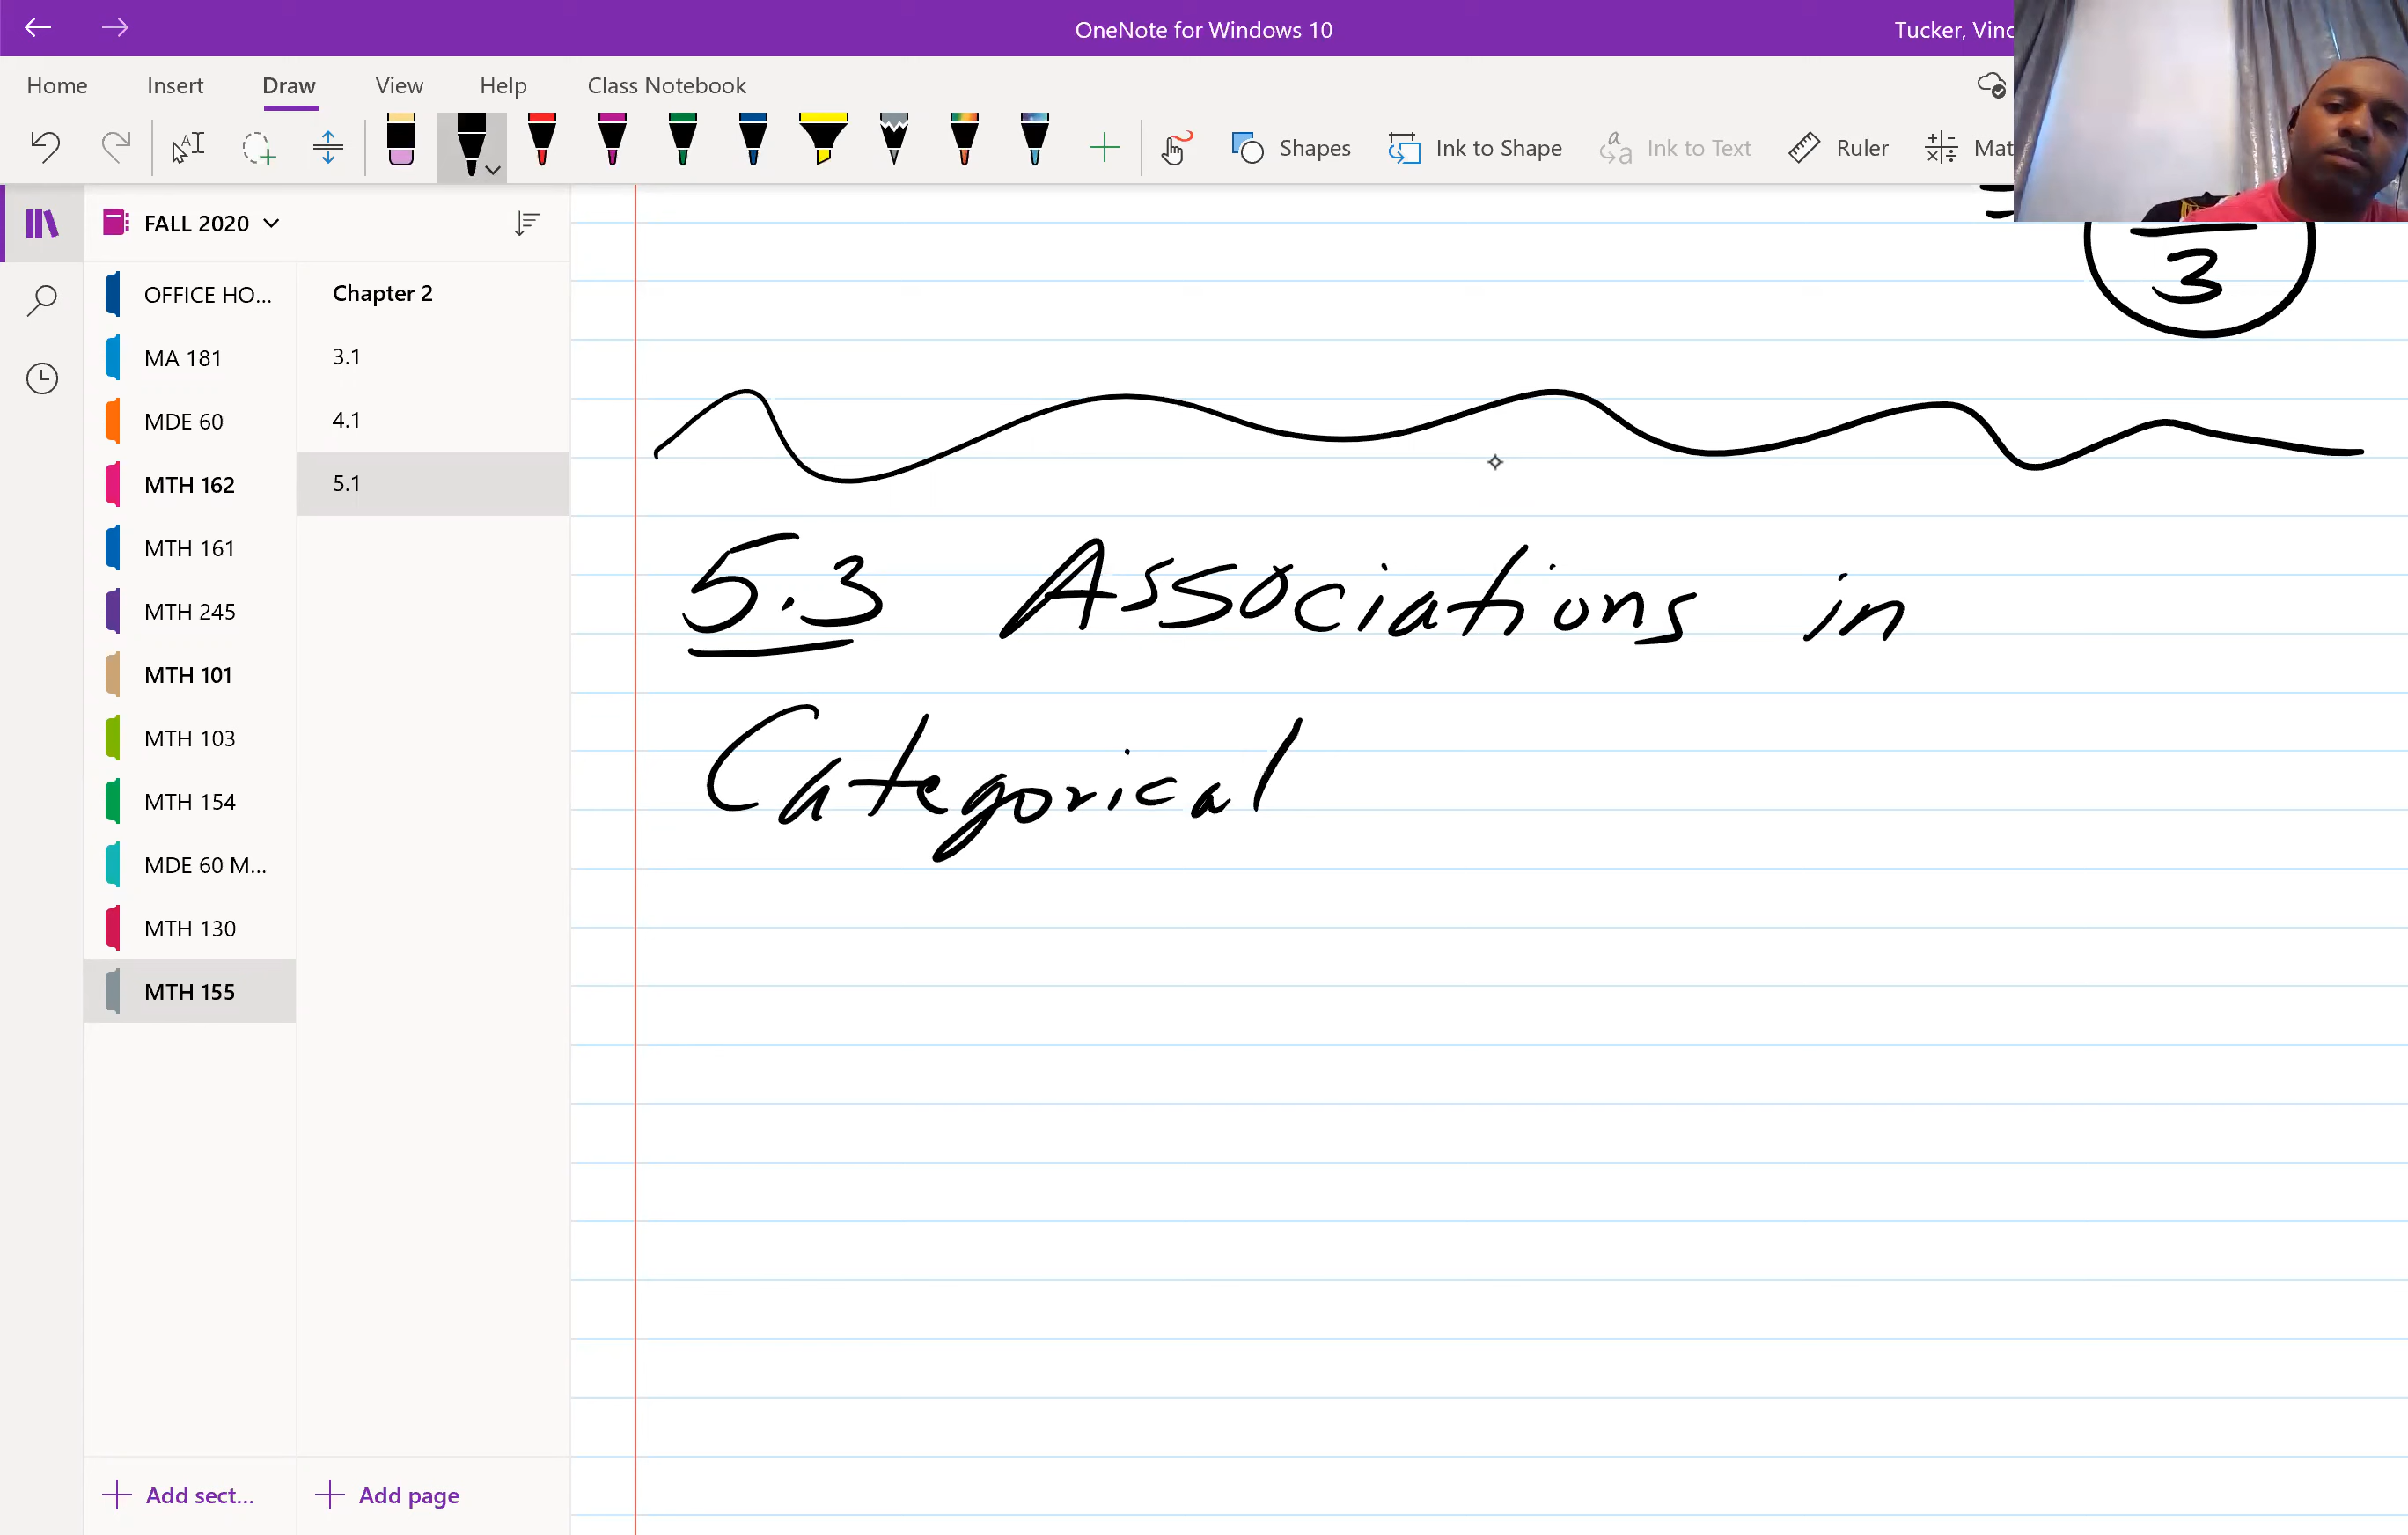 OneNote for Windows 10
Tucker, Vinc
Home Insert Draw View Help Class Notebook
Shapes Ink to Shape Ink to Text Ruler Mat
FALL 2020
OFFICE HO...
MA 181
MDE 60
MTH 162
MTH 161
MTH 245
MTH 101
MTH 103
MTH 154
MDE 60 M...
MTH 130
MTH 155
Add sect...
Chapter 2
3.1
4.1
5.1
Add page
3
5.3 Associations in
Categorical